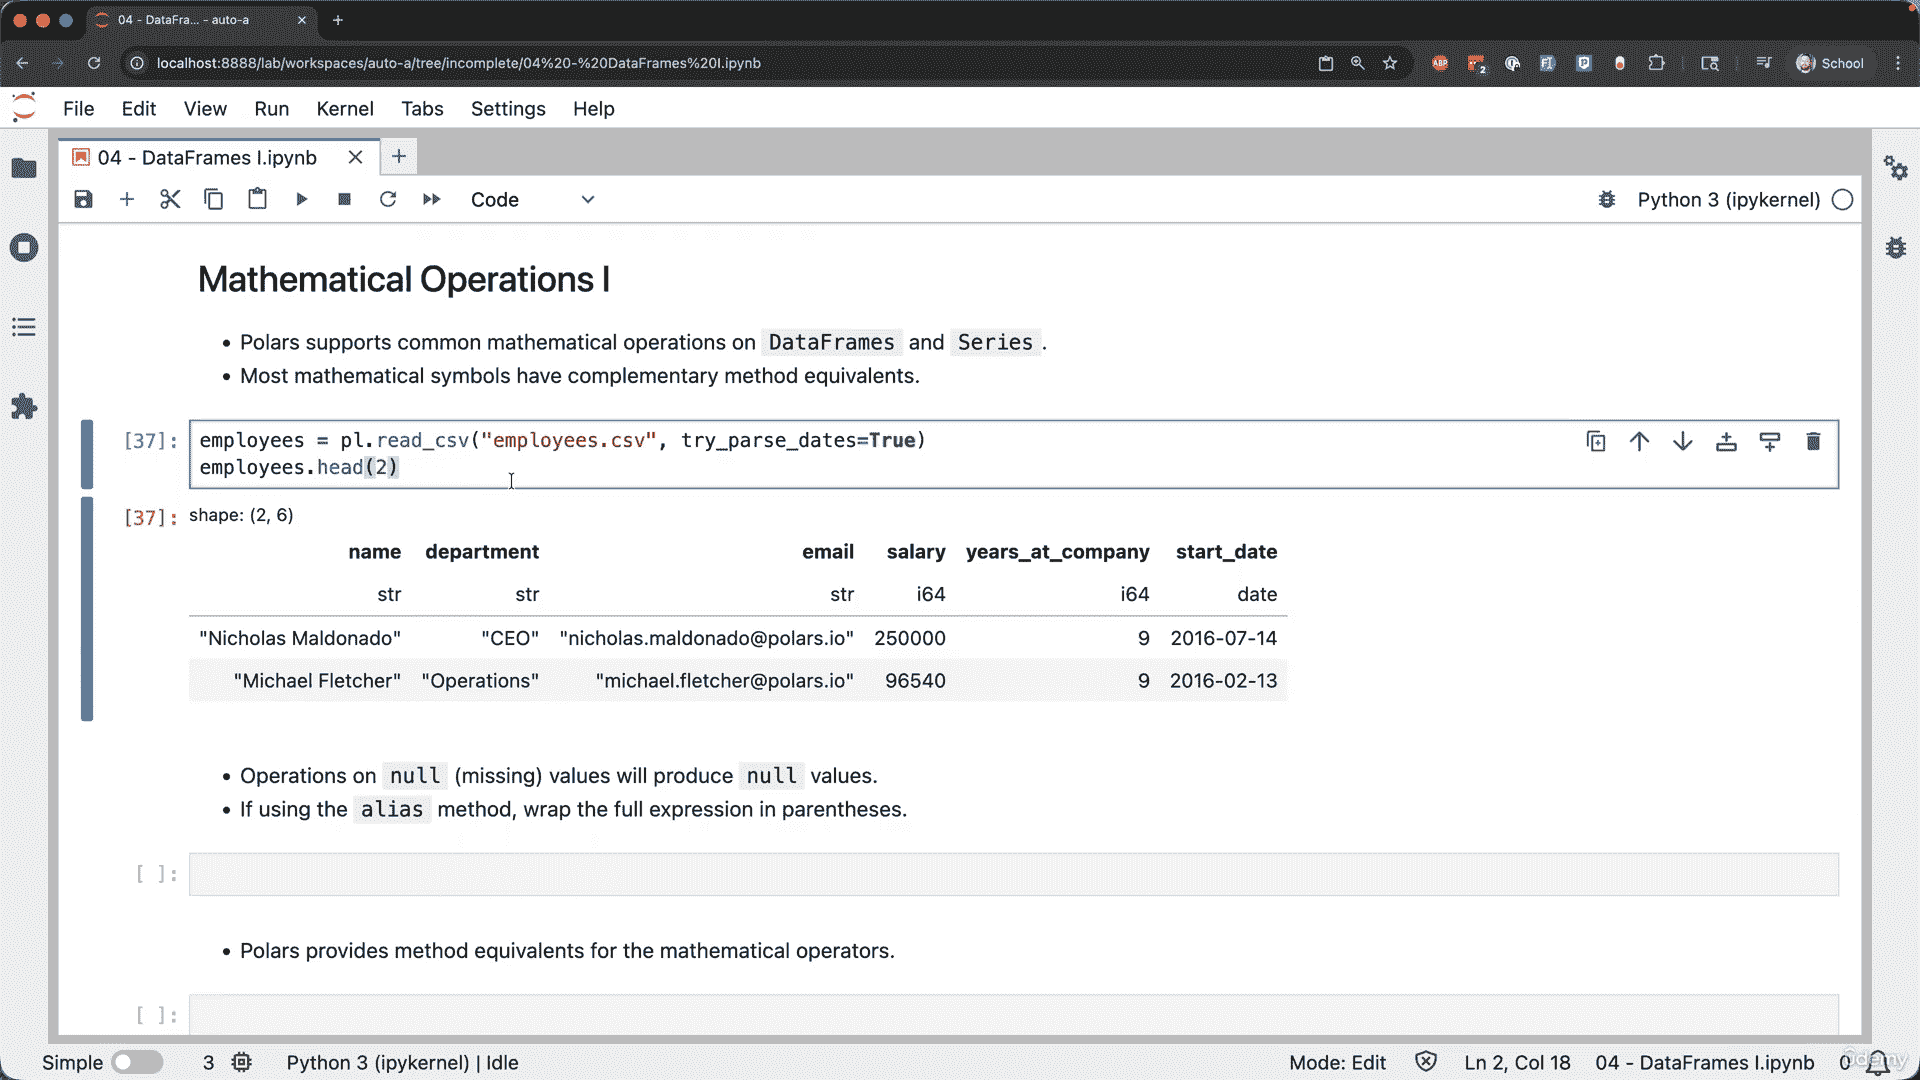 04 - DataFra... - auto-a
localhost:8888/lab/workspaces/auto-a/tree/incomplete/04%20-%20DataFrames%20I.ipynb
ABP
2
School
File Edit View Run Kernel Tabs Settings Help
04 - DataFrames I.ipynb
Code
Python 3 (ipykernel)
Mathematical Operations I
• Polars supports common mathematical operations on DataFrames and Series.
• Most mathematical symbols have complementary method equivalents.
[37]: employees = pl.read_csv("employees.csv", try_parse_dates=True)
employees.head(2)
[37]: shape: (2, 6)
name department email salary years_at_company start_date
str str str i64 i64 date
"Nicholas Maldonado" "CEO" "nicholas.maldonado@polars.io" 250000 9 2016-07-14
"Michael Fletcher" "Operations" "michael.fletcher@polars.io" 96540 9 2016-02-13
• Operations on null (missing) values will produce null values.
• If using the alias method, wrap the full expression in parentheses.
[ ]:
• Polars provides method equivalents for the mathematical operators.
[ ]:
Simple 3 Python 3 (ipykernel) | Idle Mode: Edit Ln 2, Col 18 04 - DataFrames I.ipynb 0
udemy